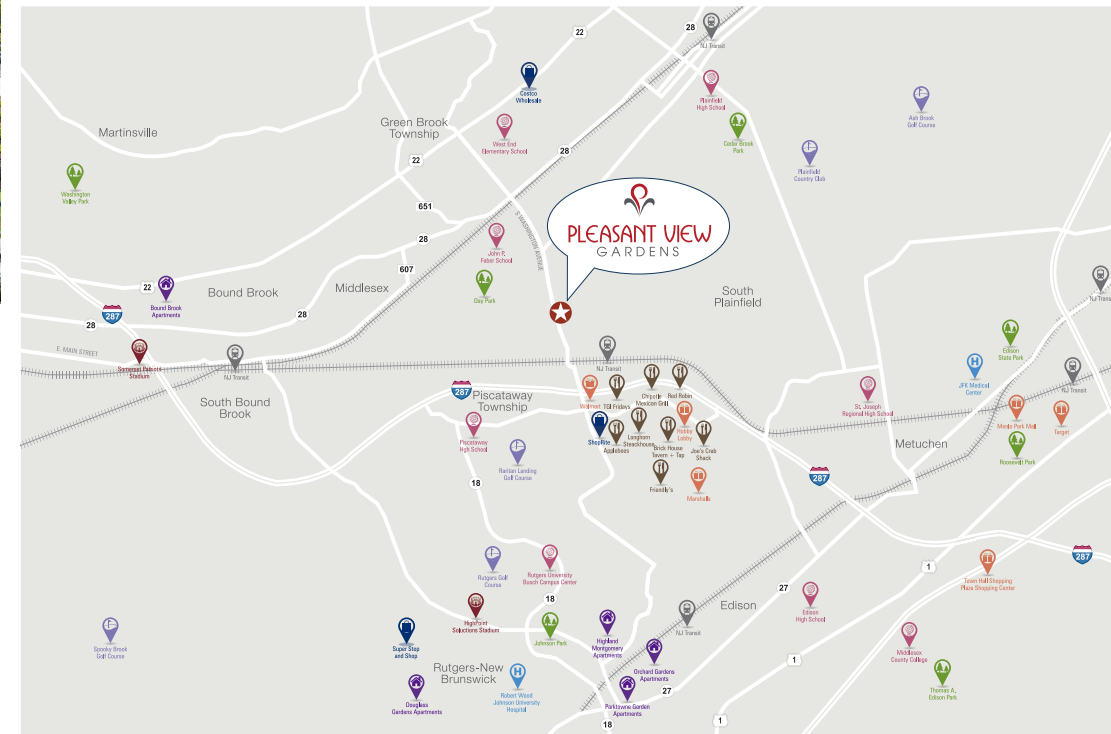 22
28
NJ Transit
Costco
Wholesale
Plainfield
High School
Ash Brook
Golf Course
Martinsville
Green Brook
Township
West End
Elementary School
Cedar Brook
Park
22
28
Plainfield
Country Club
Washington
Valley Park
651
S WASHINGTON AVENUE
PLEASANT VIEW
GARDENS
28
John P.
Faber School
607
Middlesex
Day Park
South
Plainfield
NJ Transit
22
Bound Brook
Bound Brook
Apartments
287
28
28
E. MAIN STREET
Somerset Patriots
Stadium
NJ Transit
NJ Transit
Edison
State Park
JFK Medical
Center
NJ Transit
South Bound
Brook
287
Piscataway
Township
Walmart
TGI Fridays
Chipotle
Mexican Grill
Red Robin
St. Joseph
Regional High School
Menlo Park Mall
Target
Piscataway
High School
ShopRite
Applebees
Longhorn
Steackhouse
Brick House
Tavern + Tap
Hobby
Lobby
Joe's Crab
Shack
Metuchen
Roosevelt Park
Raritan Landing
Golf Course
18
Friendly's
Marshalls
287
Rutgers Golf
Course
Rutgers University
Busch Campus Center
287
1
Town Hall Shopping
Plaza Shopping Center
18
27
Edison
Edison
High School
HighPoint
Soluctions Stadium
Johnson Park
NJ Transit
Spooky Brook
Golf Course
Super Stop
and Shop
Highland
Montgomery
Apartments
Middlesex
County College
1
Rutgers-New
Brunswick
Orchard Gardens
Apartments
Robert Wood
Johnson University
Hospital
27
Douglass
Gardens Apartments
Parktowne Garden
Apartments
Thomas A.
Edison Park
18
1